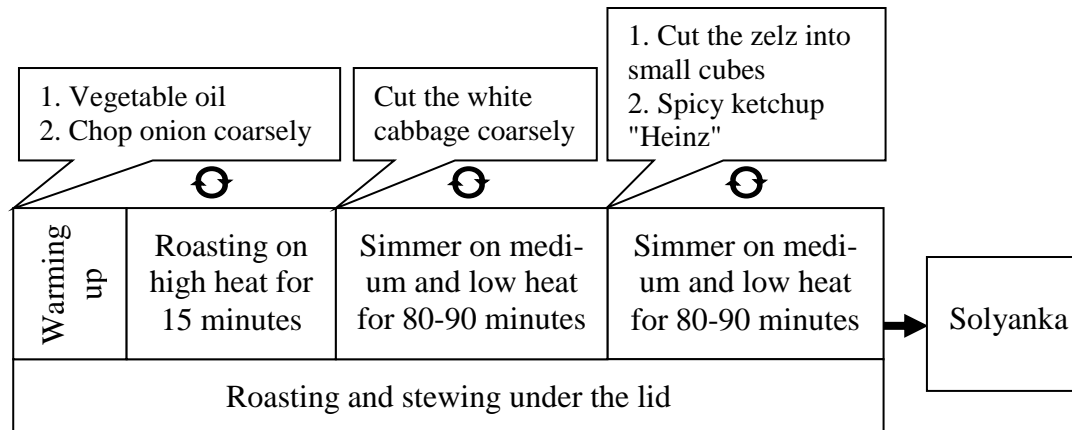 1. Vegetable oil
2. Chop onion coarsely
Cut the white
cabbage coarsely
1. Cut the zelz into
small cubes
2. Spicy ketchup
"Heinz"
Warming
up
Roasting on
high heat for
15 minutes
Simmer on medi-
um and low heat
for 80-90 minutes
Simmer on medi-
um and low heat
for 80-90 minutes
Solyanka
Roasting and stewing under the lid